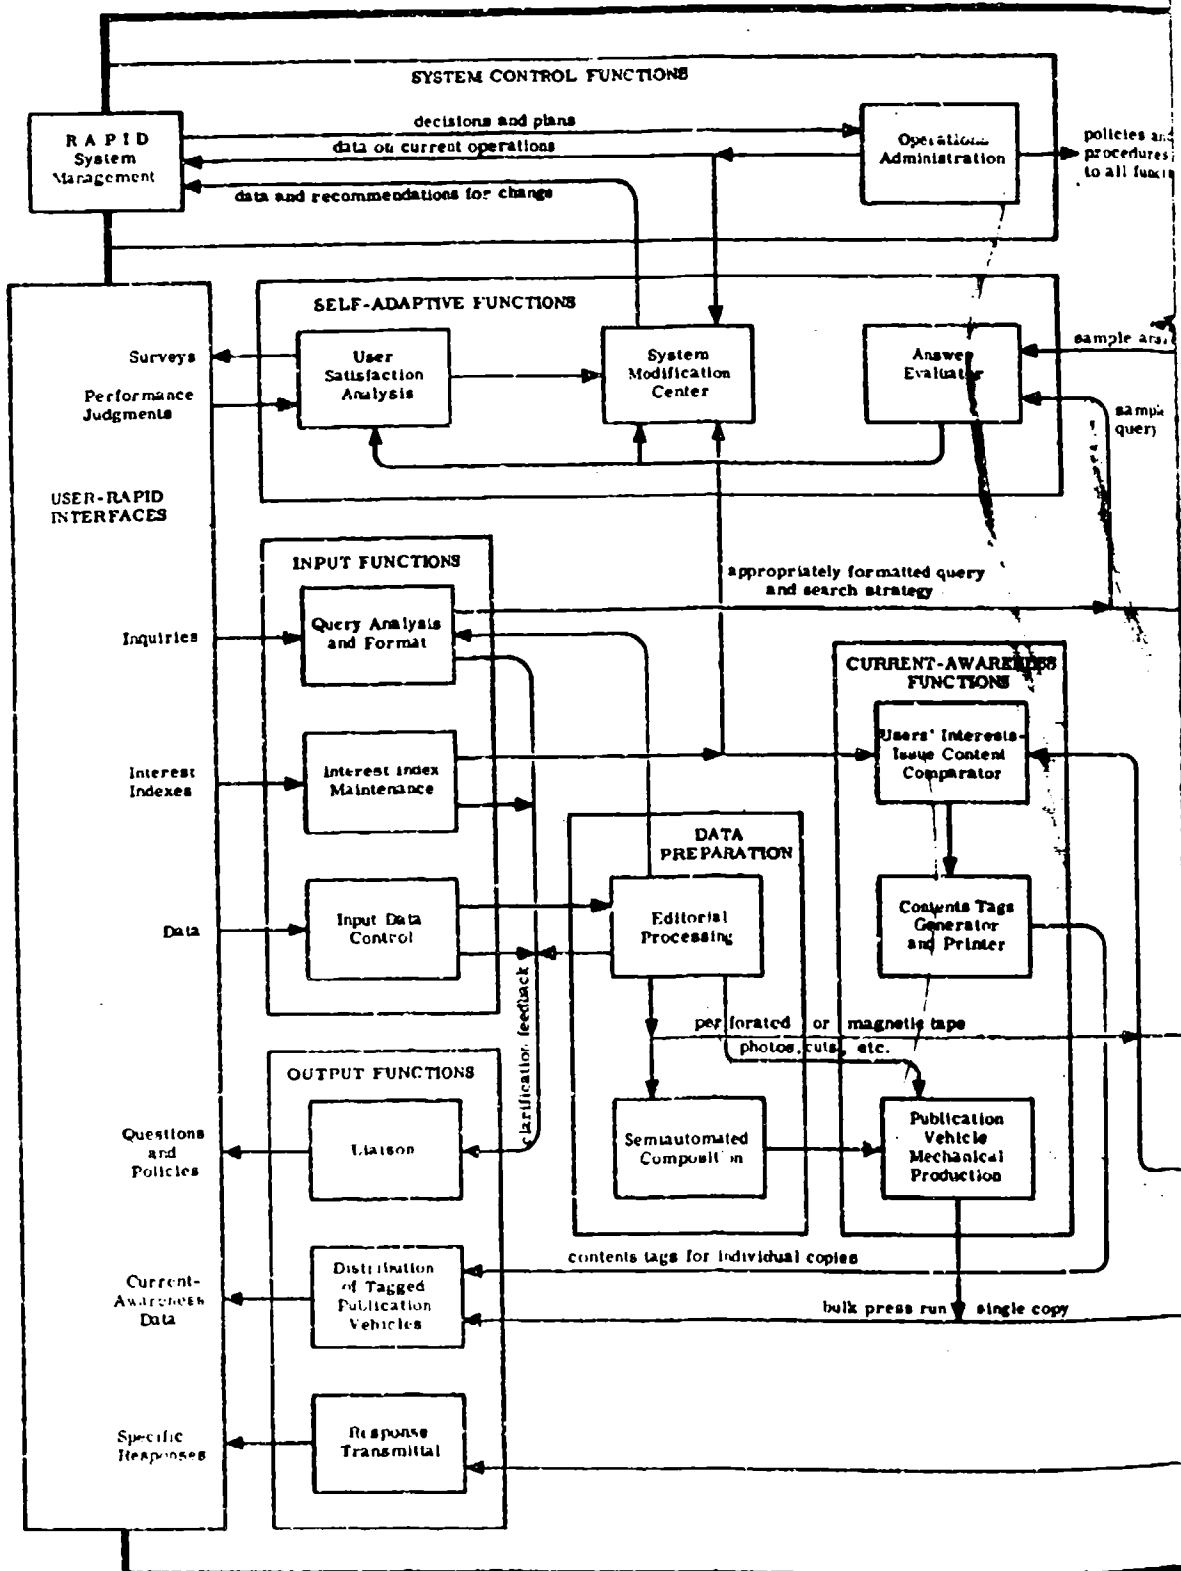 SYSTEM CONTROL FUNCTIONS
RAPID
System
Management
decisions and plans
data on current operations
data and recommendations for change
Operations
Administration
policies
procedures
to all
SELF-ADAPTIVE FUNCTIONS
Surveys
Performance
Judgments
User
Satisfaction
Analysis
System
Modification
Center
Answer
Evaluator
sample
query
USER-RAPID
INTERFACES
INPUT FUNCTIONS
Inquiries
Query Analysis
and Format
appropriately formatted query
and search strategy
CURRENT-AWARENESS
FUNCTIONS
Interest
Indexes
Interest Index
Maintenance
Users' Interests-
Issue Content
Comparator
DATA
PREPARATION
Data
Input Data
Control
Editorial
Processing
Contents Tags
Generator
and Printer
clarification feedback
perforated or magnetic tape
photos, cuts, etc.
OUTPUT FUNCTIONS
Questions
and
Policies
Liaison
Semiautomated
Composition
Publication
Vehicle
Mechanical
Production
contents tags for individual copies
Current-
Awareness
Data
Distribution
of Tagged
Publication
Vehicles
bulk press run single copy
Specific
Responses
Response
Transmittal